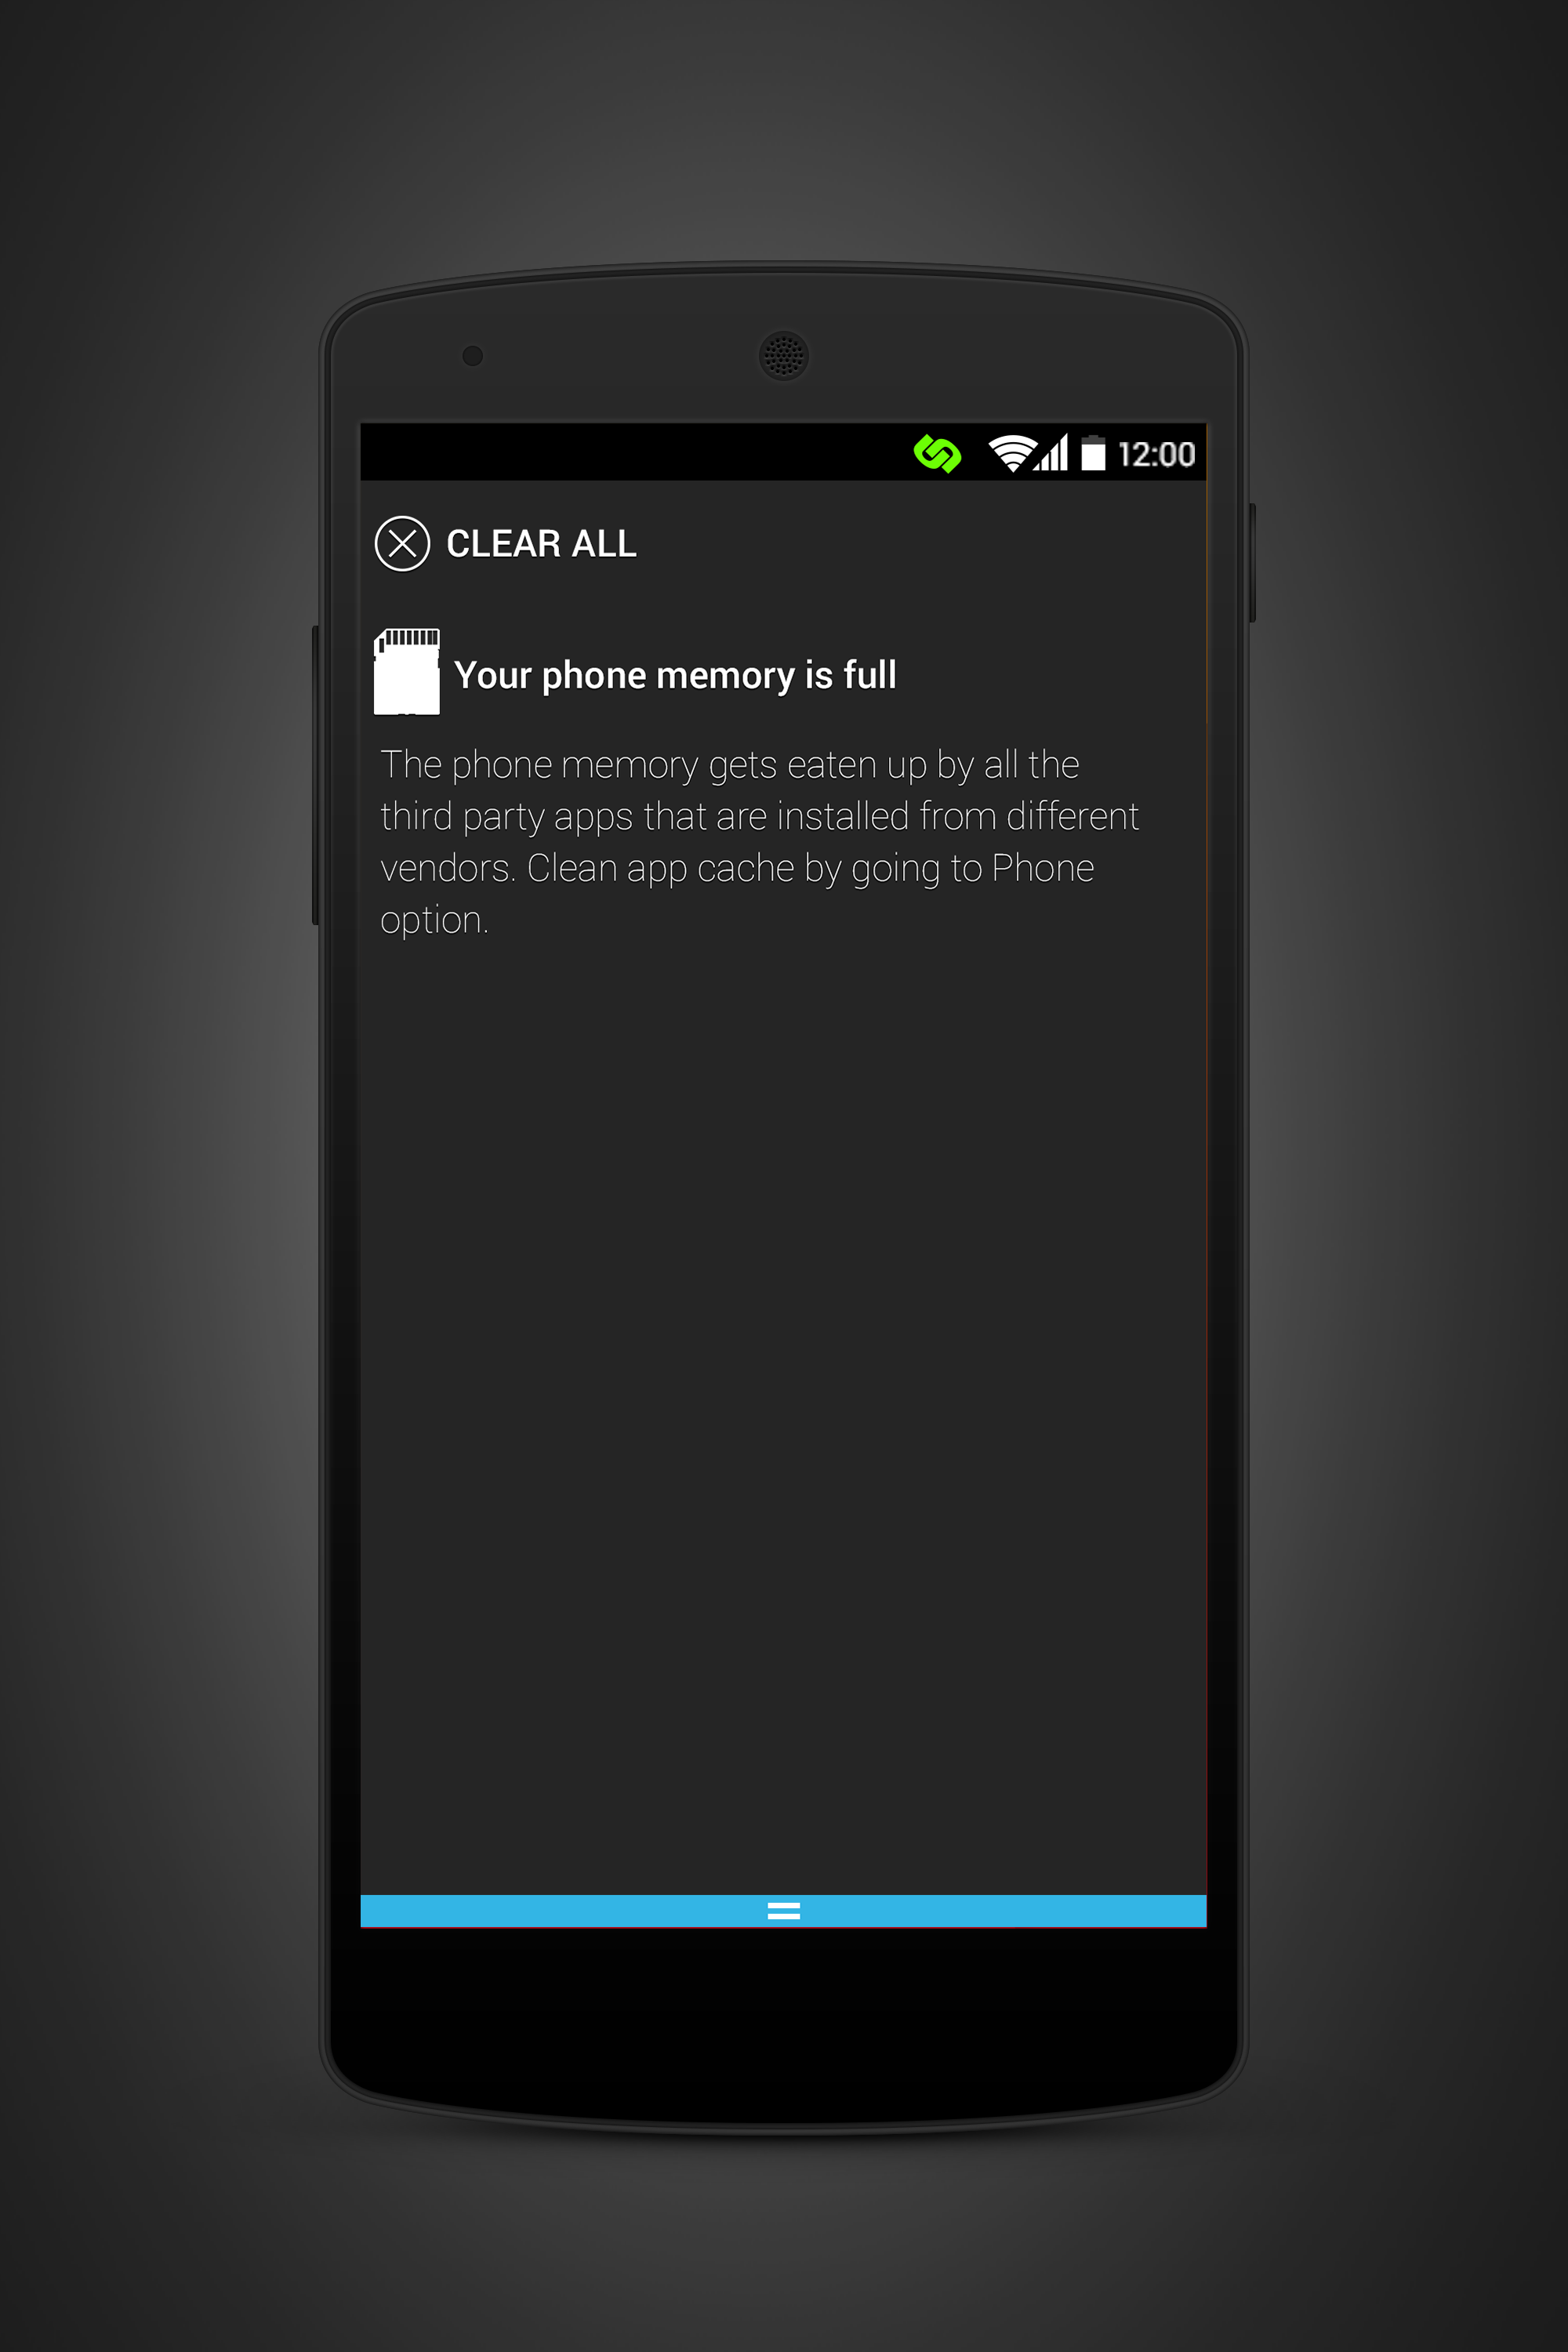 12:00
CLEAR ALL
Your phone memory is full
The phone memory gets eaten up by all the
third party apps that are installed from different
vendors. Clean app cache by going to Phone
option.